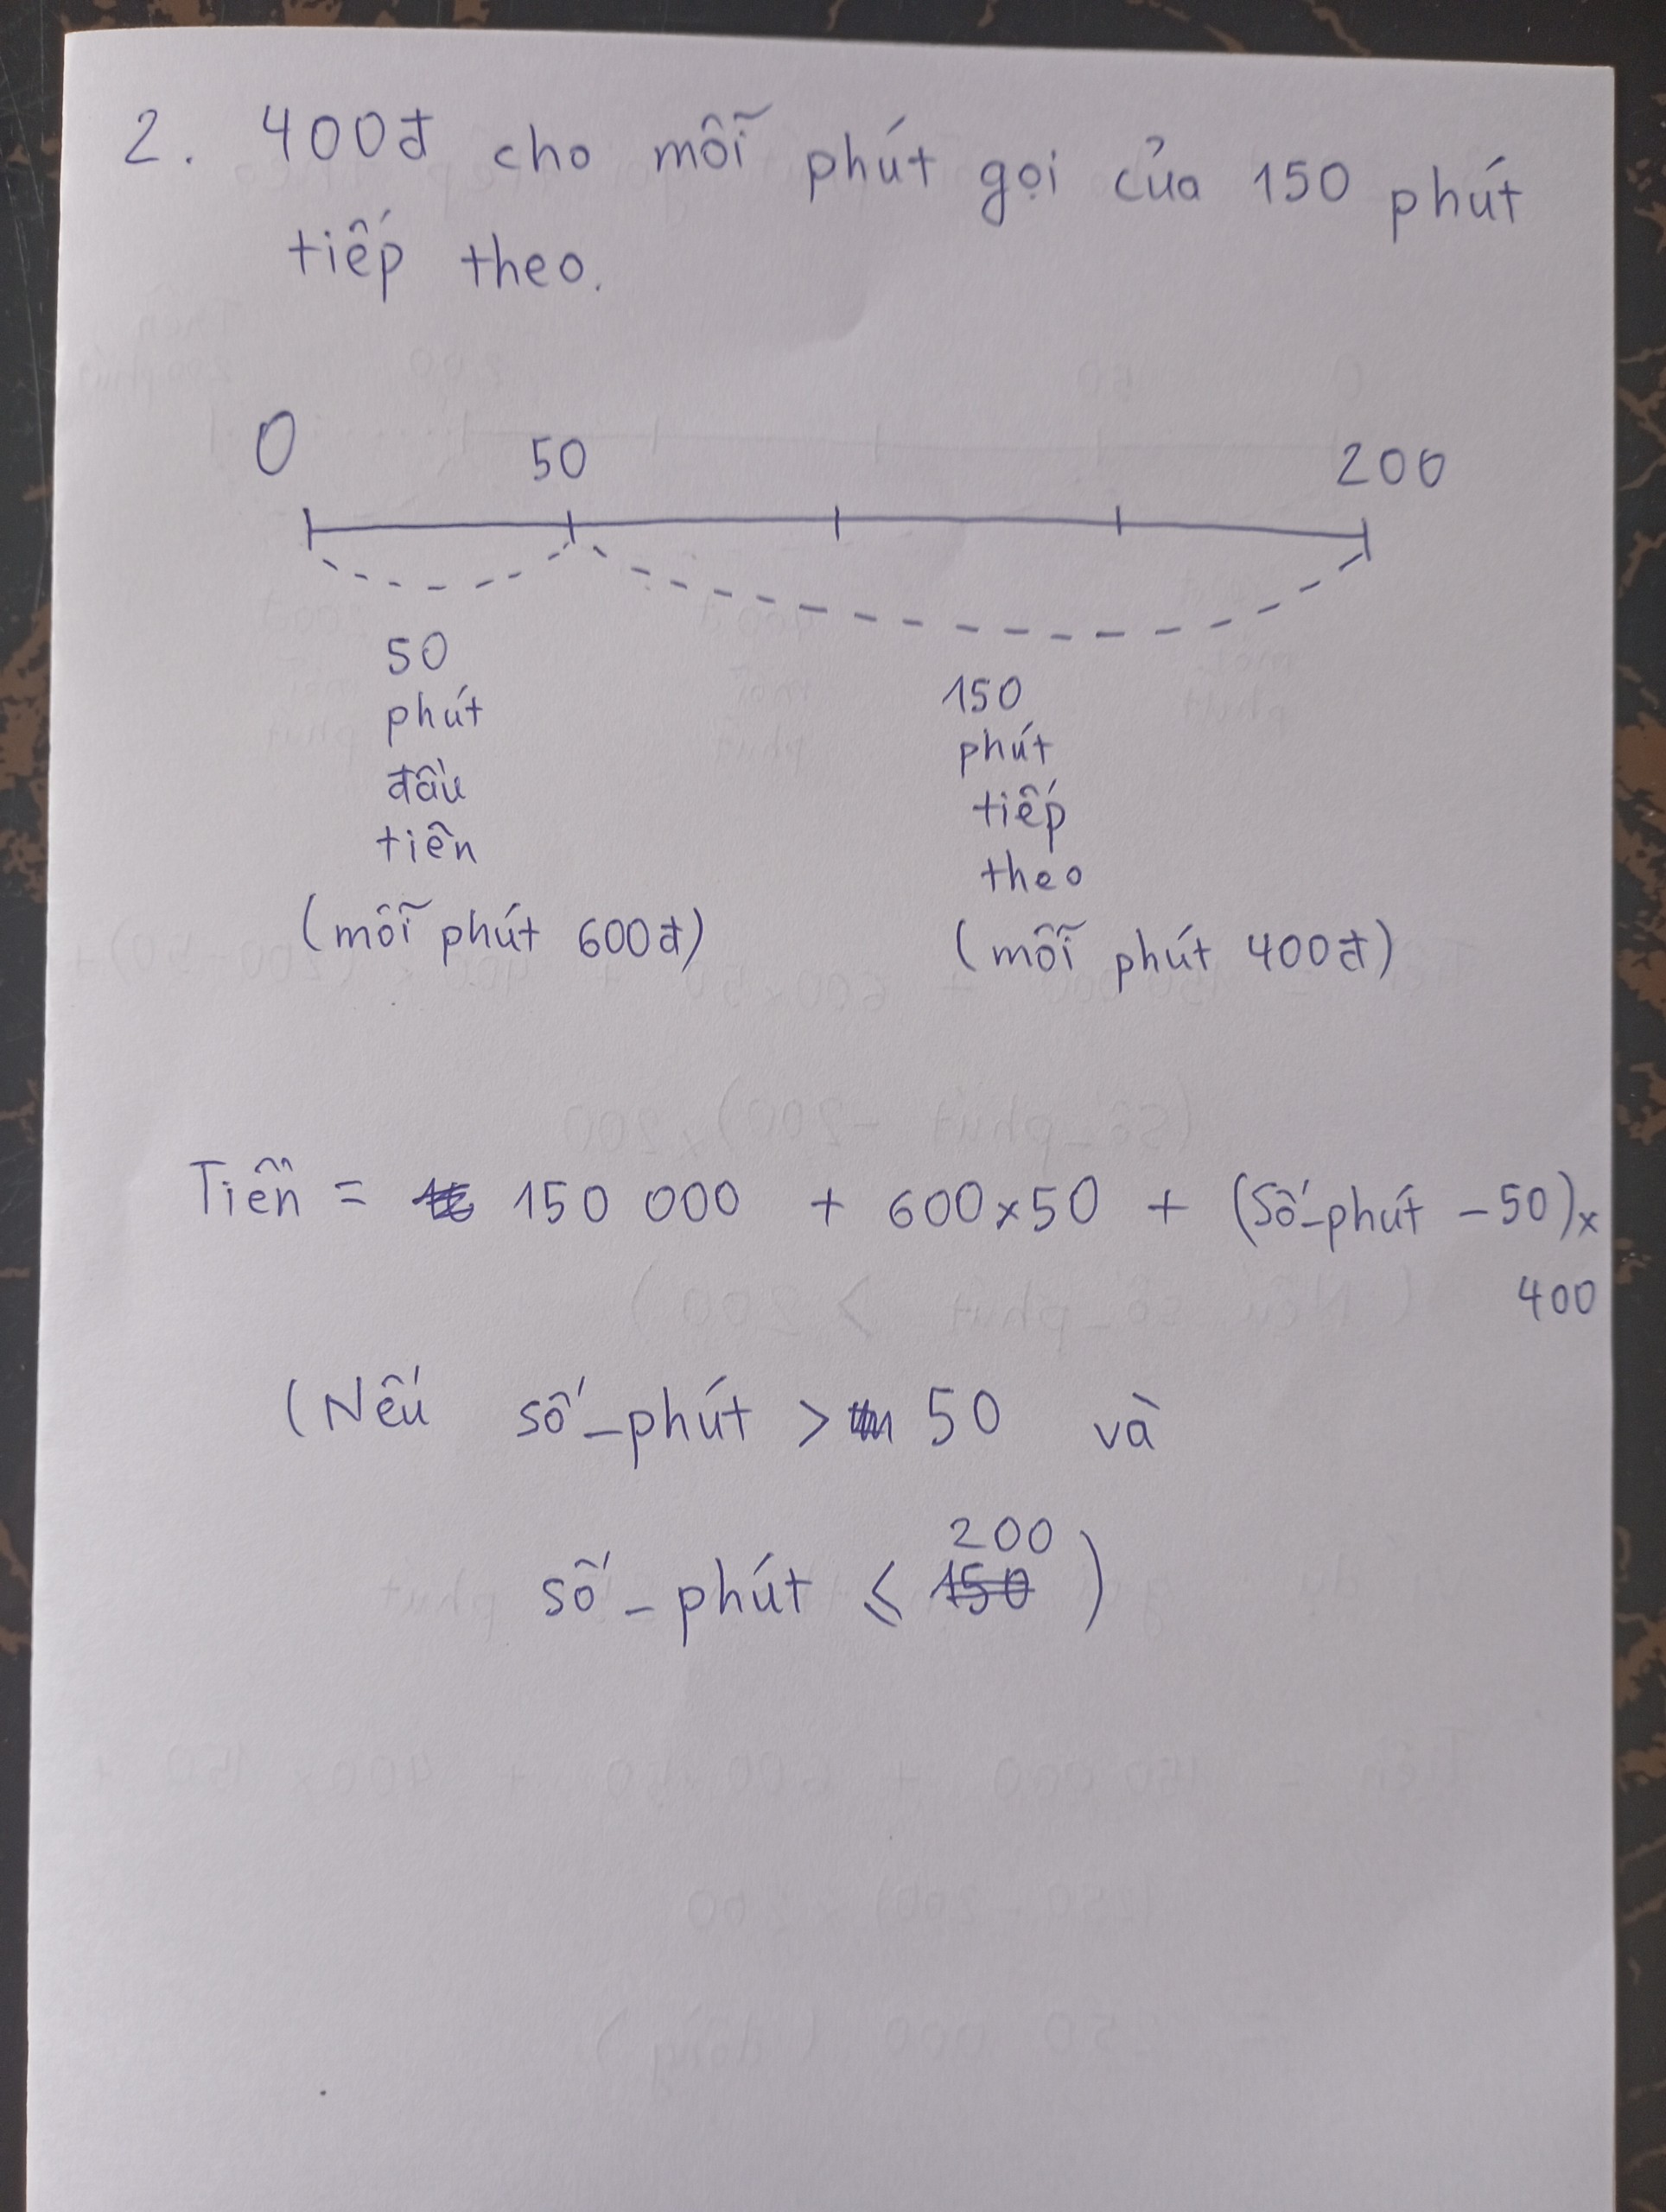 2. 400đ cho mỗi phút gọi của 150 phút
tiếp theo.
0 50 200
50
phút
đầu
tiên
(mỗi phút 600đ)
150
phút
tiếp
theo
(mỗi phút 400đ)
Tiền = 150 000 + 600x50 + (Số_phút - 50)x
400
(Nếu số_phút > 50 và
200
số_phút ≤ 150 )